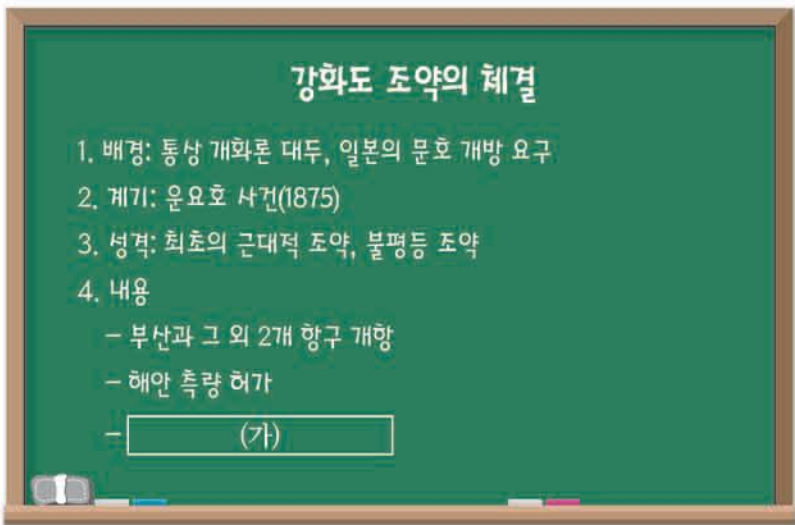 강화도 조약의 체결
1. 배경: 통상 개화론 대두, 일본의 문호 개방 요구
2. 계기: 운요호 사건(1875)
3. 성격: 최초의 근대적 조약, 불평등 조약
4. 내용
- 부산과 그 외 2개 항구 개항
- 해안 측량 허가
- (가)